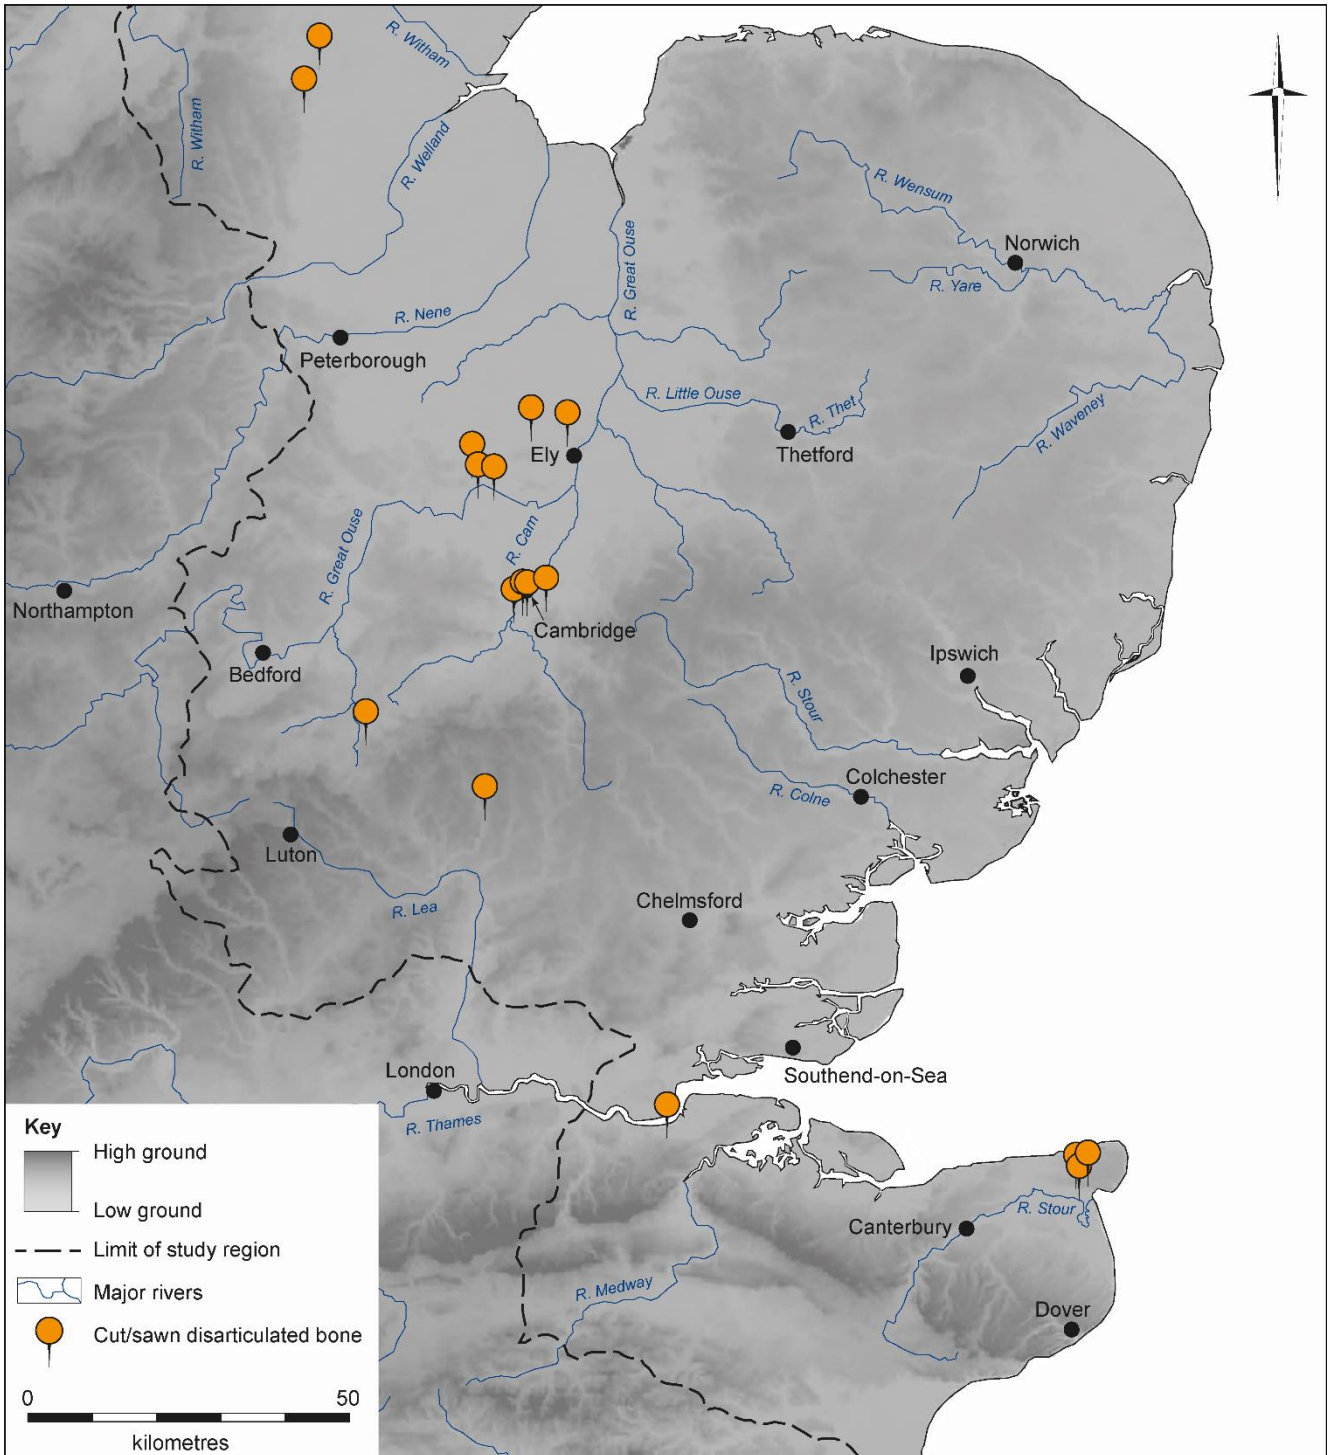 R. Witham
R. Witham
R. Welland
R. Wensum
Norwich
R. Great Ouse
R. Yare
R. Nene
Peterborough
R. Little Ouse
R. Thet
R. Waveney
Ely
Thetford
R. Great Ouse
R. Cam
Northampton
Cambridge
Bedford
Ipswich
R. Stour
Colchester
R. Colne
Luton
Chelmsford
R. Lea
London
Southend-on-Sea
R. Thames
R. Stour
Canterbury
R. Medway
Dover
Key
High ground
Low ground
Limit of study region
Major rivers
Cut/sawn disarticulated bone
0 50
kilometres